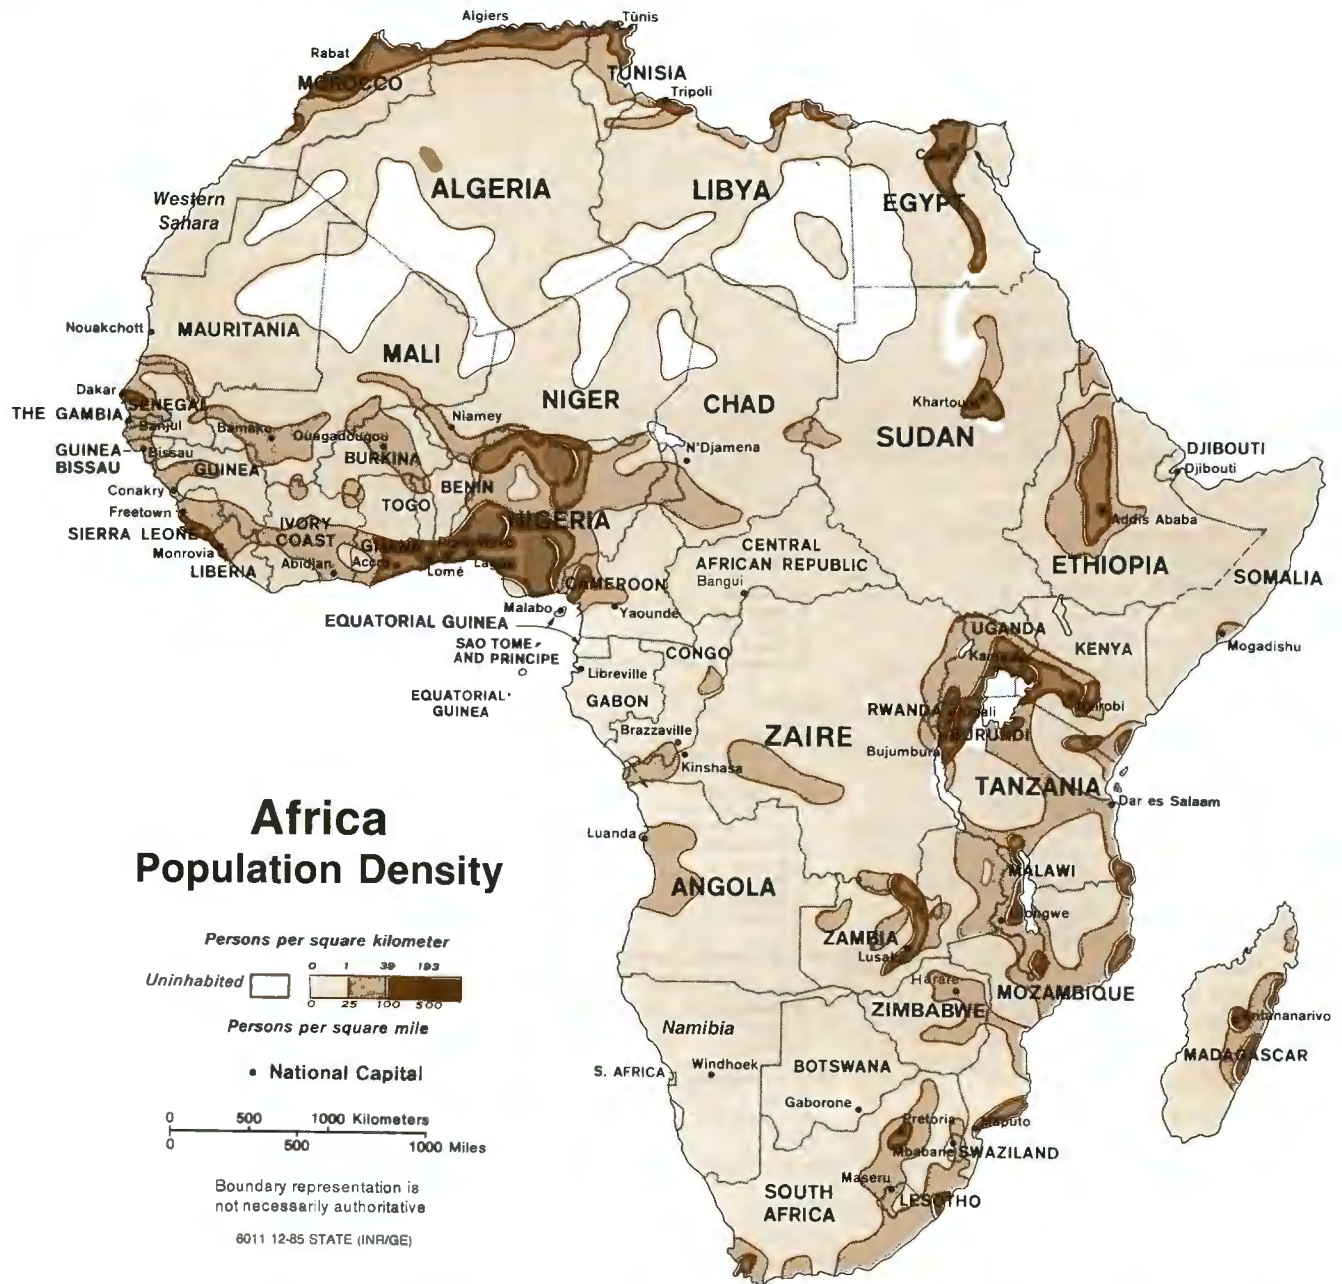 Algiers
Tūnis
Rabat
MOROCCO
TUNISIA
Tripoli
Western
Sahara
ALGERIA
LIBYA
EGYPT
Nouakchott
MAURITANIA
MALI
NIGER
CHAD
SUDAN
Khartoum
Dakar
SENEGAL
THE GAMBIA
Banjul
Bamako
Ouagadougou
Niamey
N'Djamena
DJIBOUTI
Djibouti
GUINEA-
BISSAU
Bissau
GUINEA
BURKINA
BENIN
TOGO
NIGERIA
Conakry
Freetown
SIERRA LEONE
Monrovia
LIBERIA
IVORY
COAST
Abidjan
GHANA
Accra
Lomé
Lagos
CAMEROON
CENTRAL
AFRICAN REPUBLIC
Bangui
Addis Ababa
ETHIOPIA
SOMALIA
Malabo
Yaounde
EQUATORIAL GUINEA
SAO TOME
AND PRINCIPE
EQUATORIAL
GUINEA
Libreville
GABON
CONGO
UGANDA
KENYA
Mogadishu
RWANDA
BURUNDI
Bujumbura
Brazzaville
Kinshasa
ZAIRE
TANZANIA
Dar es Salaam
Africa
Population Density
Luanda
ANGOLA
MALAWI
ZAMBIA
Lusaka
Persons per square kilometer
0 1 39 193
Uninhabited
0 25 100 500
Persons per square mile
• National Capital
0 500 1000 Kilometers
0 500 1000 Miles
Boundary representation is
not necessarily authoritative
6011 12-85 STATE (INR/GE)
Harare
ZIMBABWE
MOZAMBIQUE
Antananarivo
MADAGASCAR
Namibia
Windhoek
S. AFRICA
BOTSWANA
Gaborone
Pretoria
Maputo
Mbabane
SWAZILAND
Maseru
LESOTHO
SOUTH
AFRICA